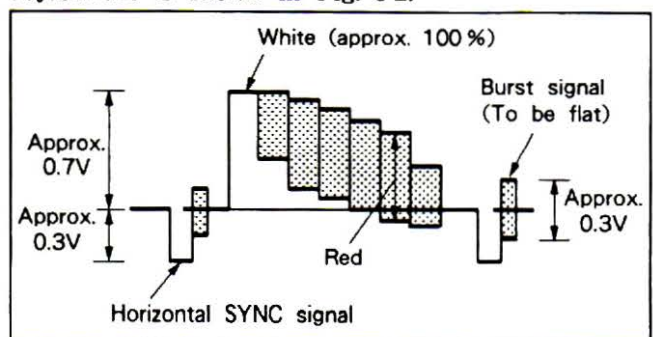 White (approx. 100 %)
Burst signal
(To be flat)
Approx.
0.7V
Approx.
0.3V
Approx.
0.3V
Red
Horizontal SYNC signal